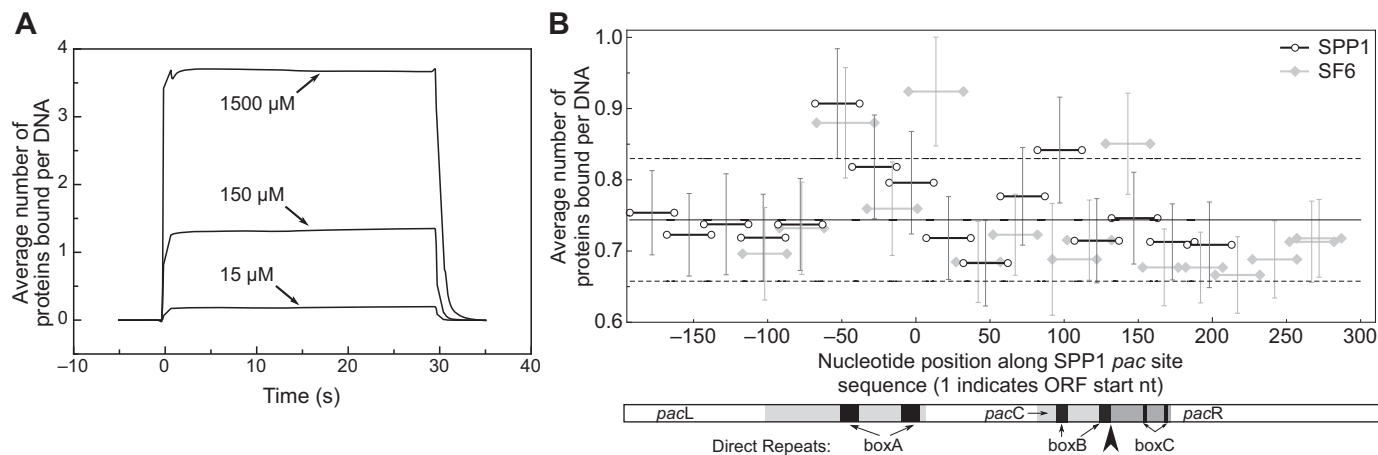 A
Average number of
proteins bound per DNA
4
3
2
1
0
1500 µM
150 µM
15 µM
−10
0
10
20
30
40
Time (s)
B
Average number of
proteins bound per DNA
1.0
0.9
0.8
0.7
0.6
SPP1
SF6
−150
−100
−50
0
50
100
150
200
250
300
Nucleotide position along SPP1 pac site
sequence (1 indicates ORF start nt)
pacL
pacC
pacR
Direct Repeats:
boxA
boxB
boxC